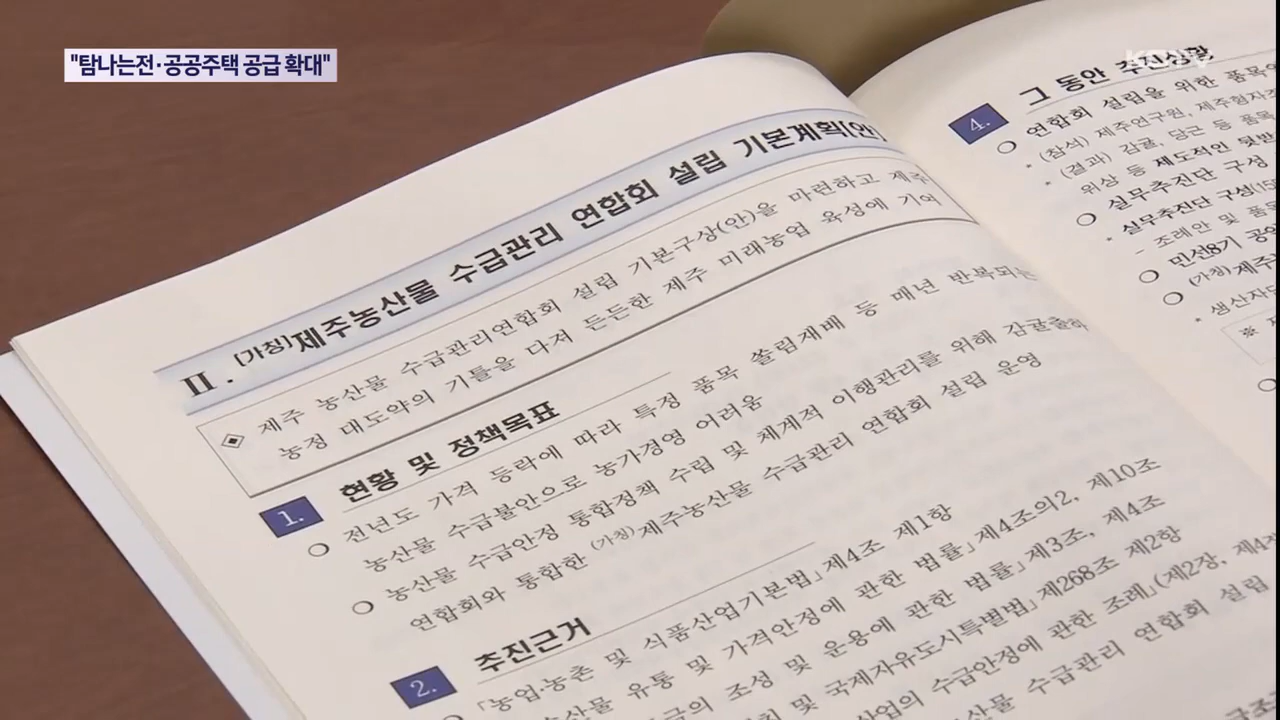 "탐나는전·공공주택 공급 확대"
Ⅱ. (가칭)제주농산물 수급관리 연합회 설립 기본계획(안)
◈ 제주 농산물 수급관리연합회 설립 기본구상(안)을 마련하고 제주
농정 대도약의 기틀을 다져 든든한 제주 미래농업 육성에 기여
1. 현황 및 정책목표
○ 전년도 가격 등락에 따라 특정 품목 쏠림재배 등 매년 반복되는
농산물 수급불안으로 농가경영 어려움
○ 농산물 수급안정 통합정책 수립 및 체계적 이행관리를 위해 감귤출하
연합회와 통합한 (가칭)제주농산물 수급관리 연합회 설립 운영
2. 추진근거
○ 「농업·농촌 및 식품산업기본법」제4조 제1항
유통 및 가격안정에 관한 법률」제4조의2, 제10조
조성 및 운용에 관한 법률」제3조, 제4조
및 국제자유도시특별법」제268조 제2항
수급안정에 관한 조례」(제2장, 제4
수급관리 연합회 설립
4. 그 동안 추진상황
○ 연합회 설립을 위한 품목
* (참석) 제주연구원, 제주형자조
* (결과) 감귤, 당근 등 품목
위상 등 제도적인 뒷받
○ 실무추진단 구성
* 실무추진단 구성(15
- 조례안 및 품목
○ 민선8기 공약
○ (가칭)제주
* 생산자단
※